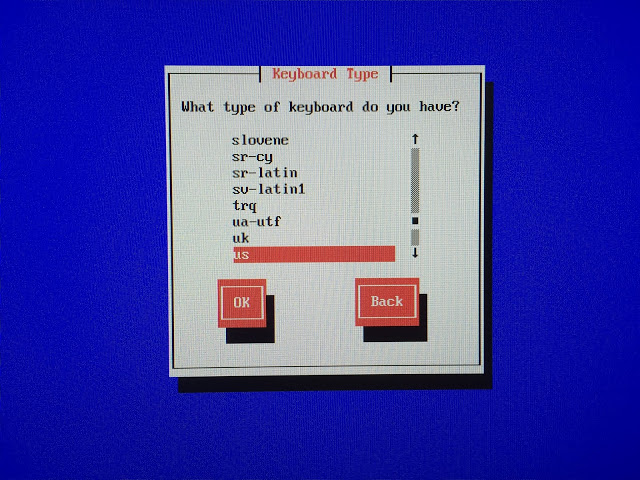 Keyboard Type
What type of keyboard do you have?
slovene
sr-cy
sr-latin
sv-latin1
trq
ua-utf
uk
us
OK
Back